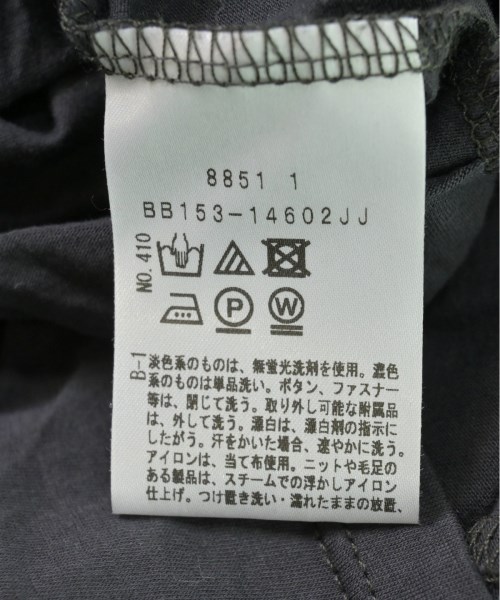 8851 1
BB153-14602JJ
NO.410
P
W
B-1
淡色系のものは、無蛍光洗剤を使用。濃色
系のものは単品洗い。ボタン、ファスナー
等は、閉じて洗う。取り外し可能な附属品
は、外して洗う。漂白は、漂白剤の指示に
したがう。汗をかいた場合、速やかに洗う。
アイロンは、当て布使用。ニットや毛足の
ある製品は、スチームでの浮かしアイロン
仕上げ。つけ置き洗い・濡れたままの放置、